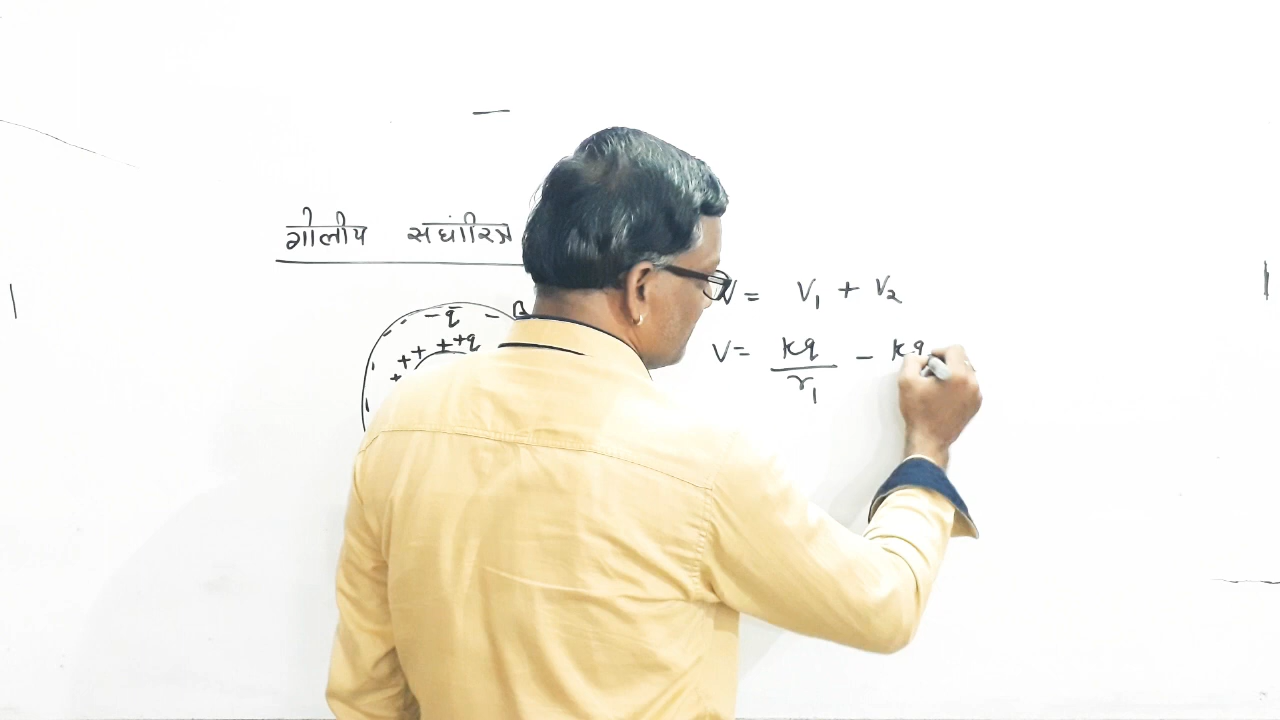 गोलीय संधारित्र
V = V₁ + V₂
V = kq/r₁ - kq
- - - q - B
+ + + + + q